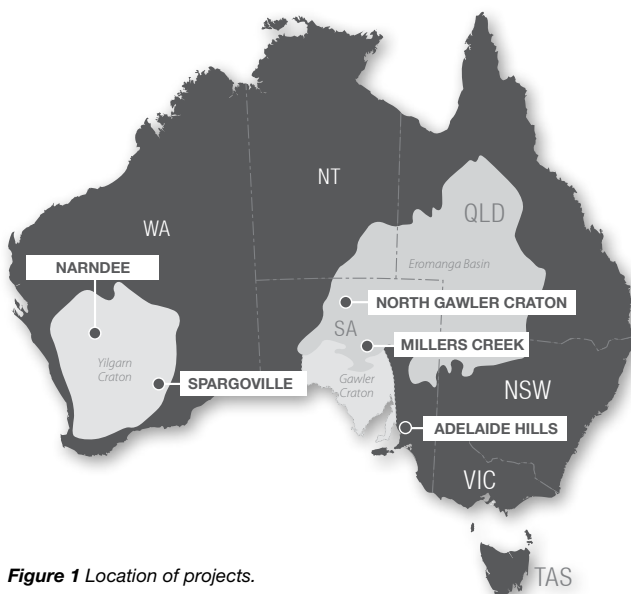 NT
QLD
WA
Eromanga Basin
NARNDEE
NORTH GAWLER CRATON
SA
MILLERS CREEK
Yilgarn
Craton
SPARGOVILLE
Gawler
Craton
NSW
ADELAIDE HILLS
VIC
Figure 1 Location of projects.
TAS